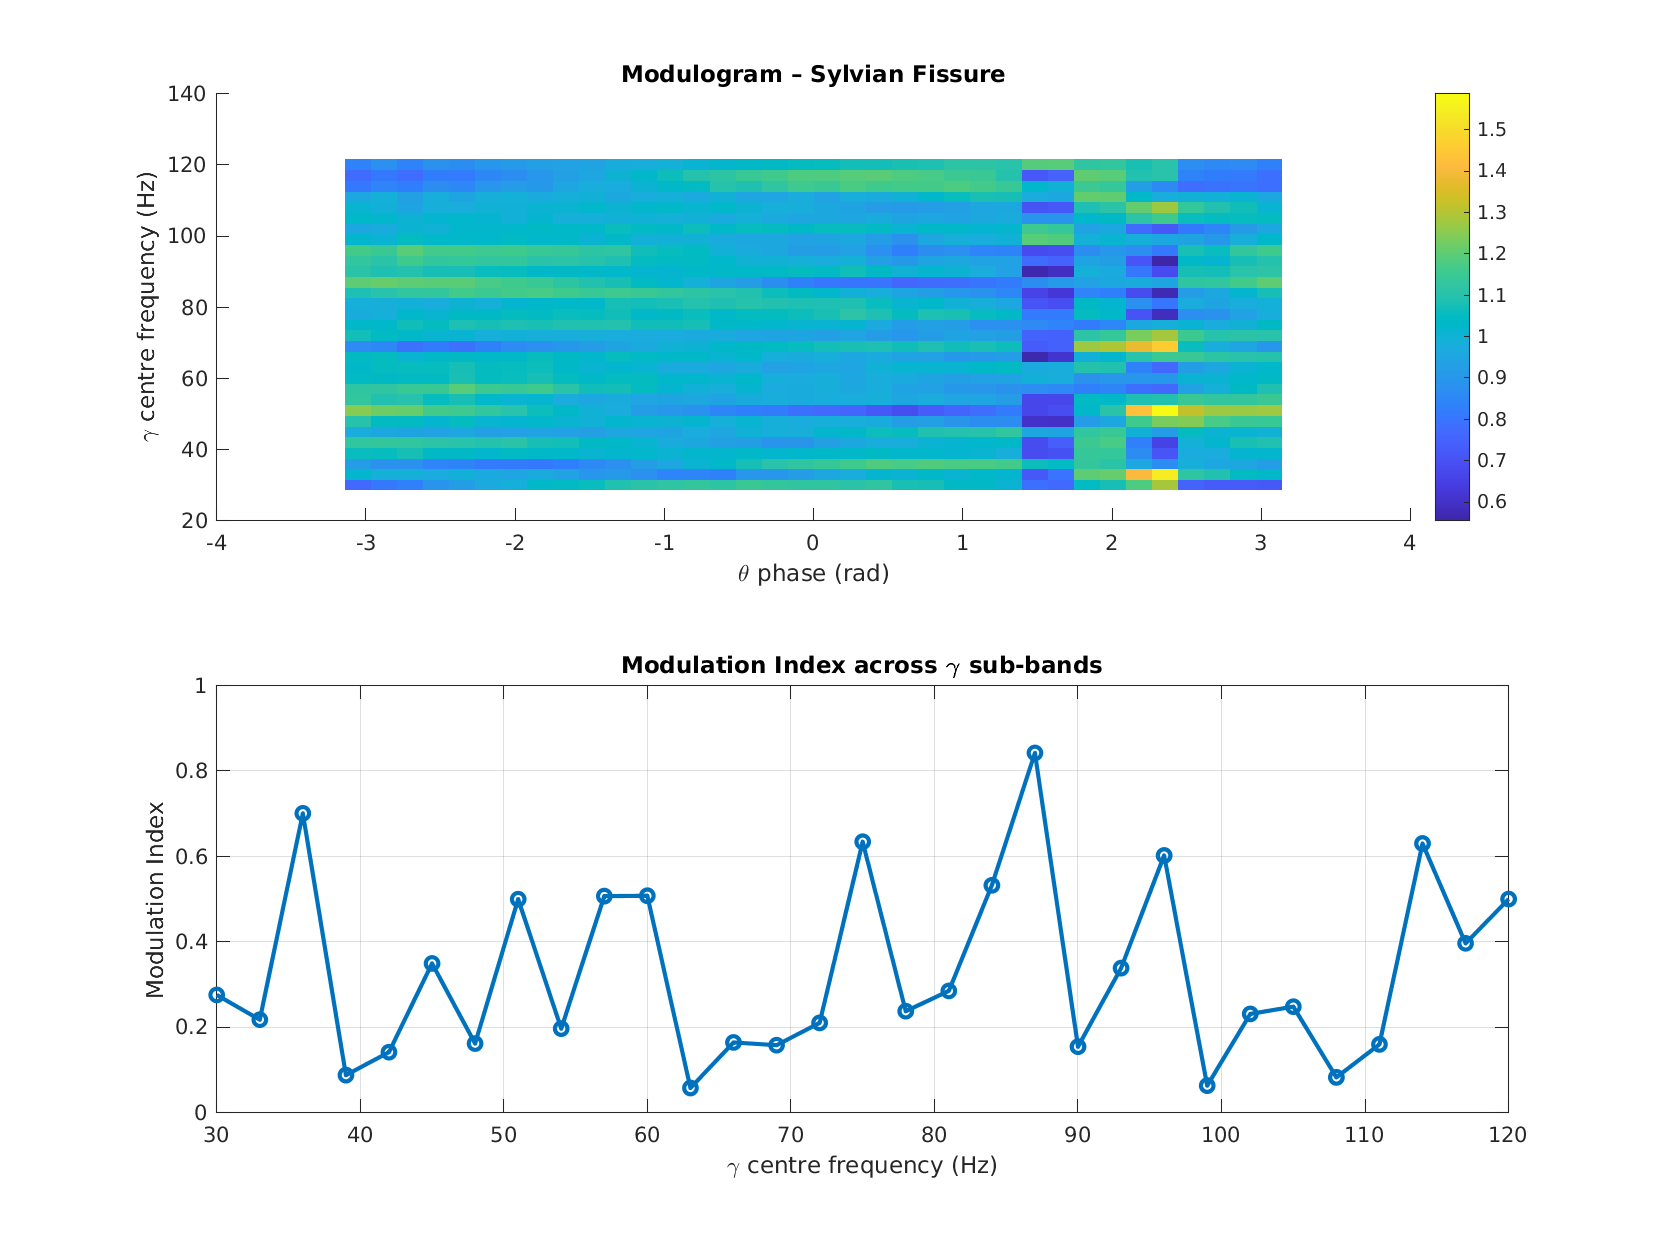 Modulogram – Sylvian Fissure
140
120
100
80
60
40
20
γ centre frequency (Hz)
-4 -3 -2 -1 0 1 2 3 4
θ phase (rad)
1.5
1.4
1.3
1.2
1.1
1
0.9
0.8
0.7
0.6
Modulation Index across γ sub-bands
1
0.8
0.6
0.4
0.2
0
Modulation Index
30 40 50 60 70 80 90 100 110 120
γ centre frequency (Hz)